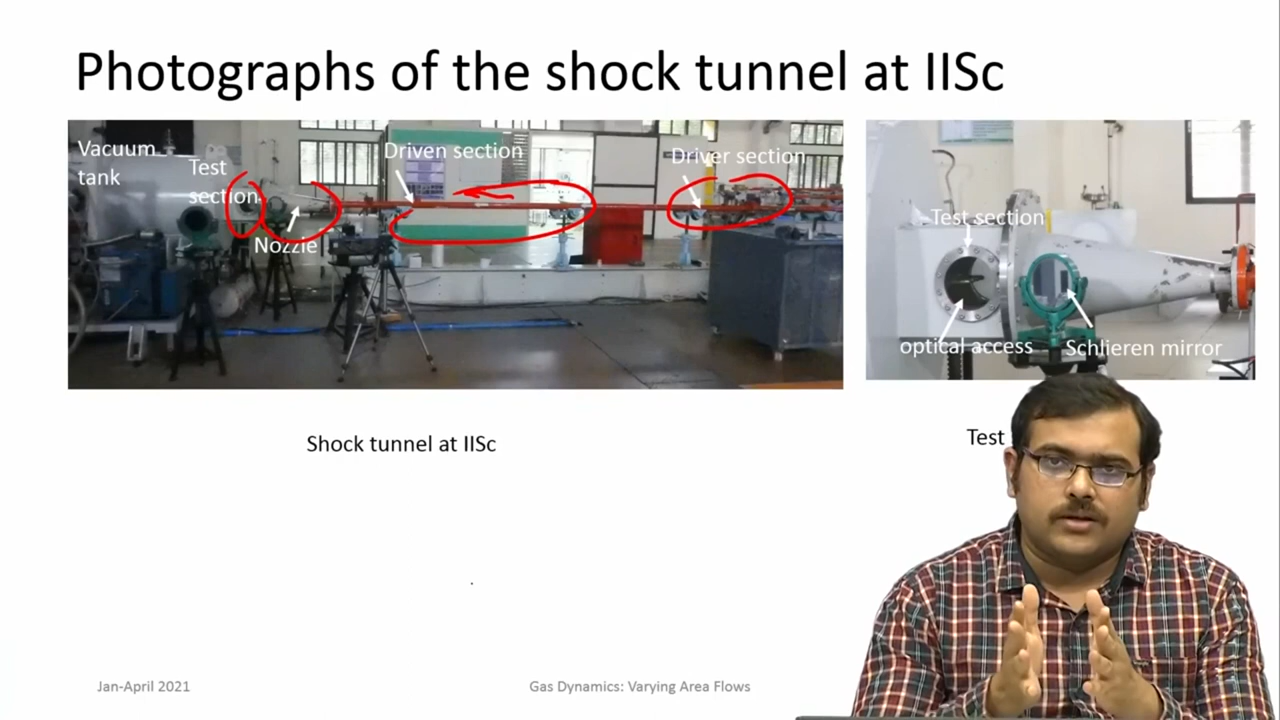 Photographs of the shock tunnel at IISc
Vacuum
tank
Test
section
Nozzle
Driven section
Driver section
Test section
optical access
Schlieren mirror
Shock tunnel at IISc
Test
Jan-April 2021
Gas Dynamics: Varying Area Flows